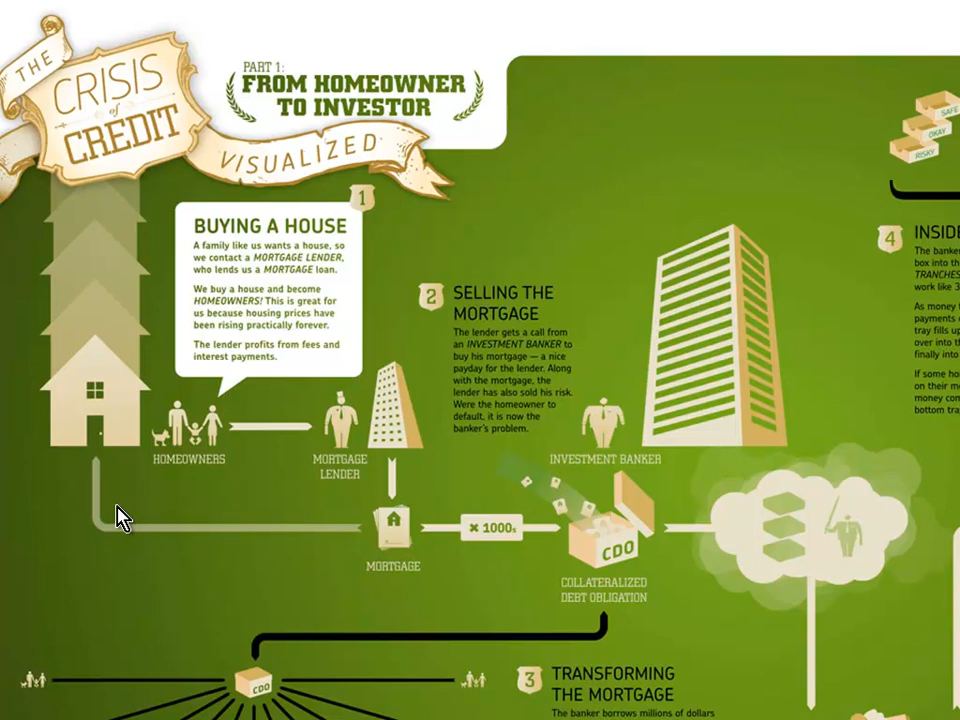 THE
CRISIS
of
CREDIT
VISUALIZED
PART 1:
FROM HOMEOWNER
TO INVESTOR
1
BUYING A HOUSE
A family like us wants a house, so
we contact a MORTGAGE LENDER,
who lends us a MORTGAGE loan.
We buy a house and become
HOMEOWNERS! This is great for
us because housing prices have
been rising practically forever.
The lender profits from fees and
interest payments.
HOMEOWNERS
MORTGAGE
LENDER
2
SELLING THE
MORTGAGE
The lender gets a call from
an INVESTMENT BANKER to
buy his mortgage — a nice
payday for the lender. Along
with the mortgage, the
lender has also sold his risk.
Were the homeowner to
default, it is now the
banker's problem.
INVESTMENT BANKER
MORTGAGE
× 1000s
CDO
COLLATERALIZED
DEBT OBLIGATION
CDO
3
TRANSFORMING
THE MORTGAGE
The banker borrows millions of dollars
SAFE
OKAY
RISKY
4
INSIDE
The banker
box into th
TRANCHES
work like 3
As money f
payments o
tray fills up
over into th
finally into
If some ho
on their m
money com
bottom tra